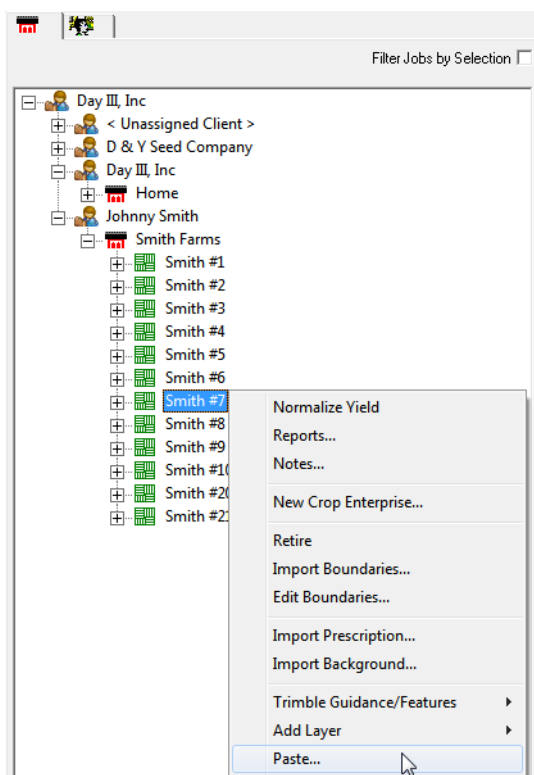 Filter Jobs by Selection
Day III, Inc
< Unassigned Client >
D & Y Seed Company
Day III, Inc
Home
Johnny Smith
Smith Farms
Smith #1
Smith #2
Smith #3
Smith #4
Smith #5
Smith #6
Smith #7
Smith #8
Smith #9
Smith #10
Smith #20
Smith #21
Normalize Yield
Reports...
Notes...
New Crop Enterprise...
Retire
Import Boundaries...
Edit Boundaries...
Import Prescription...
Import Background...
Trimble Guidance/Features
Add Layer
Paste...